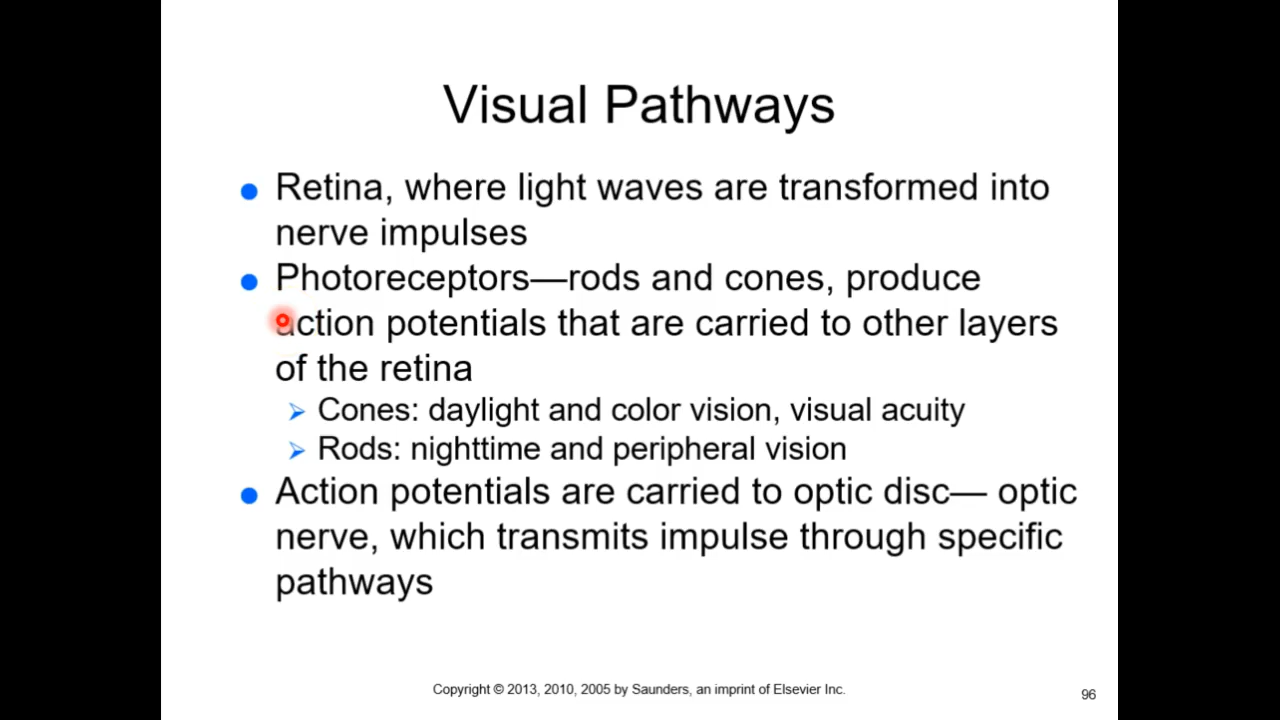 Visual Pathways
Retina, where light waves are transformed into
nerve impulses
Photoreceptors—rods and cones, produce
action potentials that are carried to other layers
of the retina
Cones: daylight and color vision, visual acuity
Rods: nighttime and peripheral vision
Action potentials are carried to optic disc— optic
nerve, which transmits impulse through specific
pathways
Copyright © 2013, 2010, 2005 by Saunders, an imprint of Elsevier Inc.
96